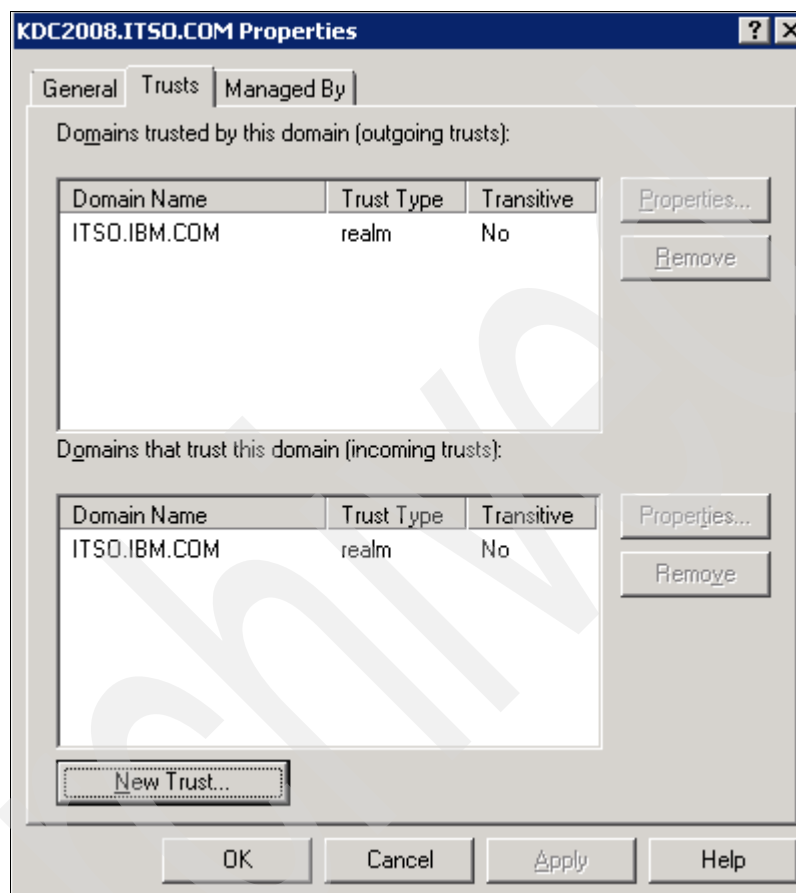 KDC2008.ITSO.COM Properties
General Trusts Managed By
Domains trusted by this domain (outgoing trusts):
Domain Name Trust Type Transitive
ITSO.IBM.COM realm No
Properties...
Remove
Domains that trust this domain (incoming trusts):
Domain Name Trust Type Transitive
ITSO.IBM.COM realm No
Properties...
Remove
New Trust...
OK Cancel Apply Help